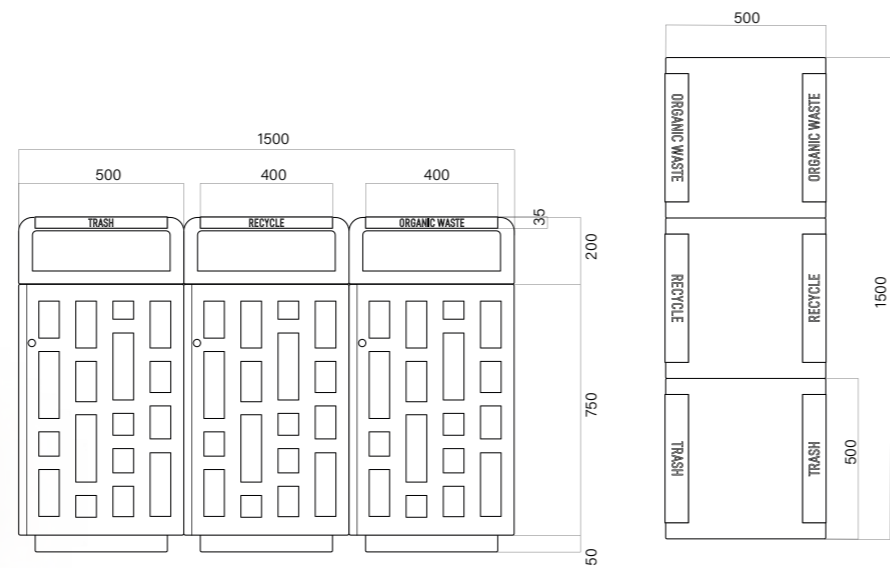 500
1500
500
400
400
TRASH
RECYCLE
ORGANIC WASTE
35
200
750
50
ORGANIC WASTE
ORGANIC WASTE
RECYCLE
RECYCLE
1500
TRASH
TRASH
500